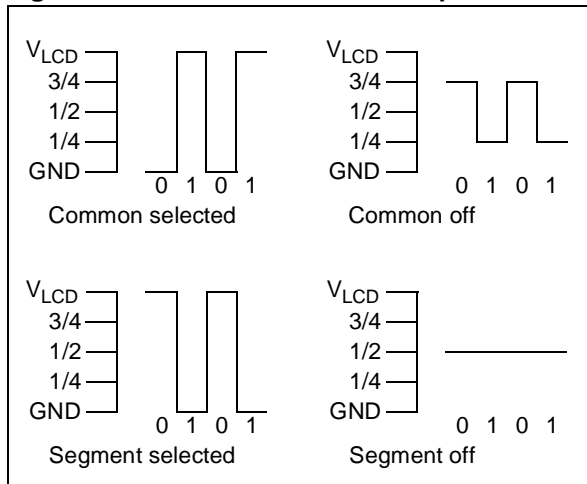 V_LCD
3/4
1/2
1/4
GND
0 1 0 1
Common selected
V_LCD
3/4
1/2
1/4
GND
0 1 0 1
Common off
V_LCD
3/4
1/2
1/4
GND
0 1 0 1
Segment selected
V_LCD
3/4
1/2
1/4
GND
0 1 0 1
Segment off